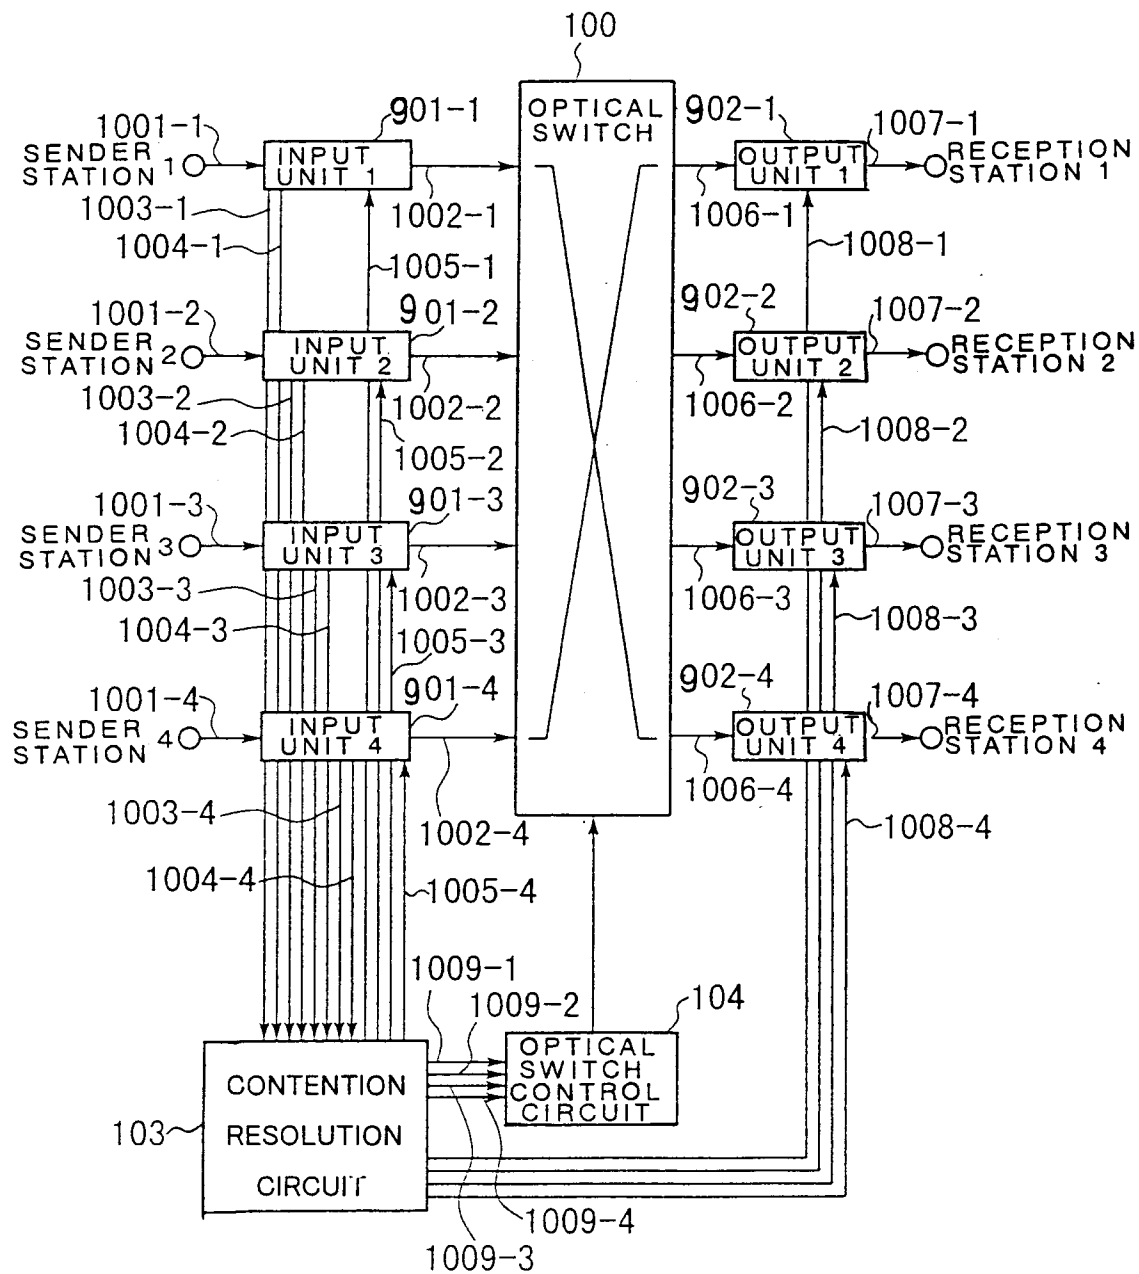 100
OPTICAL
SWITCH
1001-1
901-1
902-1
1007-1
SENDER
STATION 1
INPUT
UNIT 1
OUTPUT
UNIT 1
RECEPTION
STATION 1
1003-1
1002-1
1006-1
1004-1
1008-1
1005-1
1001-2
901-2
902-2
1007-2
SENDER
STATION 2
INPUT
UNIT 2
OUTPUT
UNIT 2
RECEPTION
STATION 2
1003-2
1002-2
1006-2
1004-2
1008-2
1005-2
1001-3
901-3
902-3
1007-3
SENDER
STATION 3
INPUT
UNIT 3
OUTPUT
UNIT 3
RECEPTION
STATION 3
1003-3
1002-3
1006-3
1004-3
1008-3
1005-3
1001-4
901-4
902-4
1007-4
SENDER
STATION 4
INPUT
UNIT 4
OUTPUT
UNIT 4
RECEPTION
STATION 4
1003-4
1002-4
1006-4
1008-4
1004-4
1005-4
1009-1
1009-2
104
OPTICAL
SWITCH
CONTROL
CIRCUIT
103
CONTENTION
RESOLUTION
CIRCUIT
1009-4
1009-3